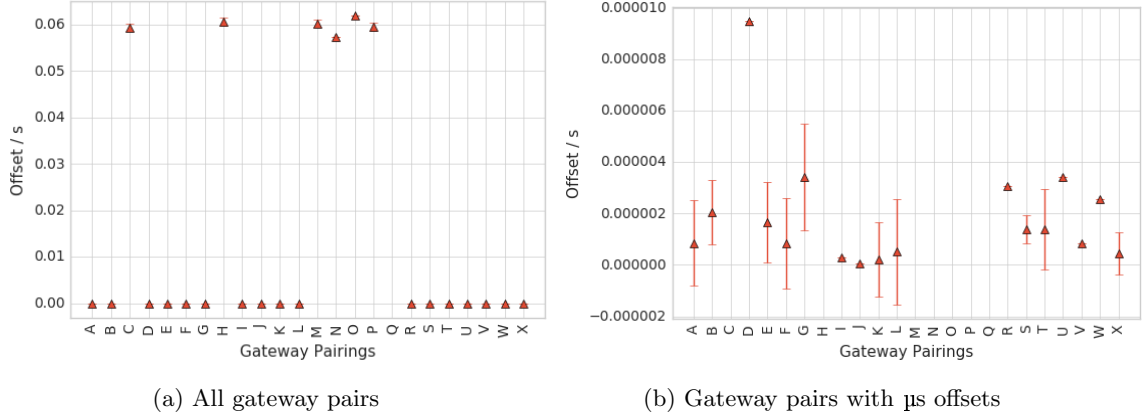 0.06
0.05
0.04
0.03
0.02
0.01
0.00
Offset / s
A B C D E F G H I J K L M N O P Q R S T U V W X
Gateway Pairings
(a) All gateway pairs
0.000010
0.000008
0.000006
0.000004
0.000002
0.000000
−0.000002
Offset / s
A B C D E F G H I J K L M N O P Q R S T U V W X
Gateway Pairings
(b) Gateway pairs with µs offsets